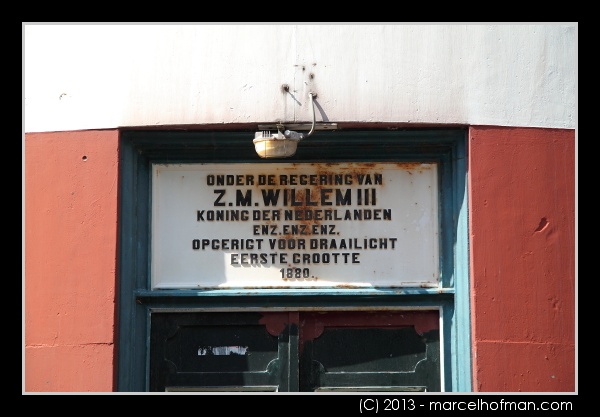 ONDER DE REGERING VAN
Z.M. WILLEM III
KONING DER NEDERLANDEN
ENZ. ENZ. ENZ.
OPGERIGT VOOR DRAAILICHT
EERSTE GROOTTE
1880.
(C) 2013 - marcelhofman.com